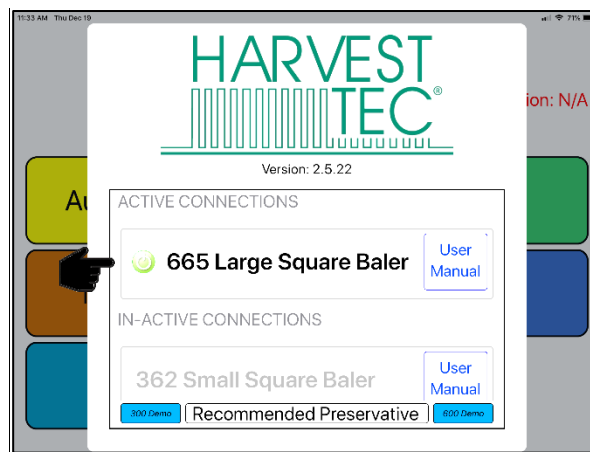 11:33 AM Thu Dec 19
71%
HARVEST
TEC®
ion: N/A
Version: 2.5.22
Au
ACTIVE CONNECTIONS
665 Large Square Baler
User
Manual
IN-ACTIVE CONNECTIONS
362 Small Square Baler
User
Manual
300 Demo
Recommended Preservative
600 Demo